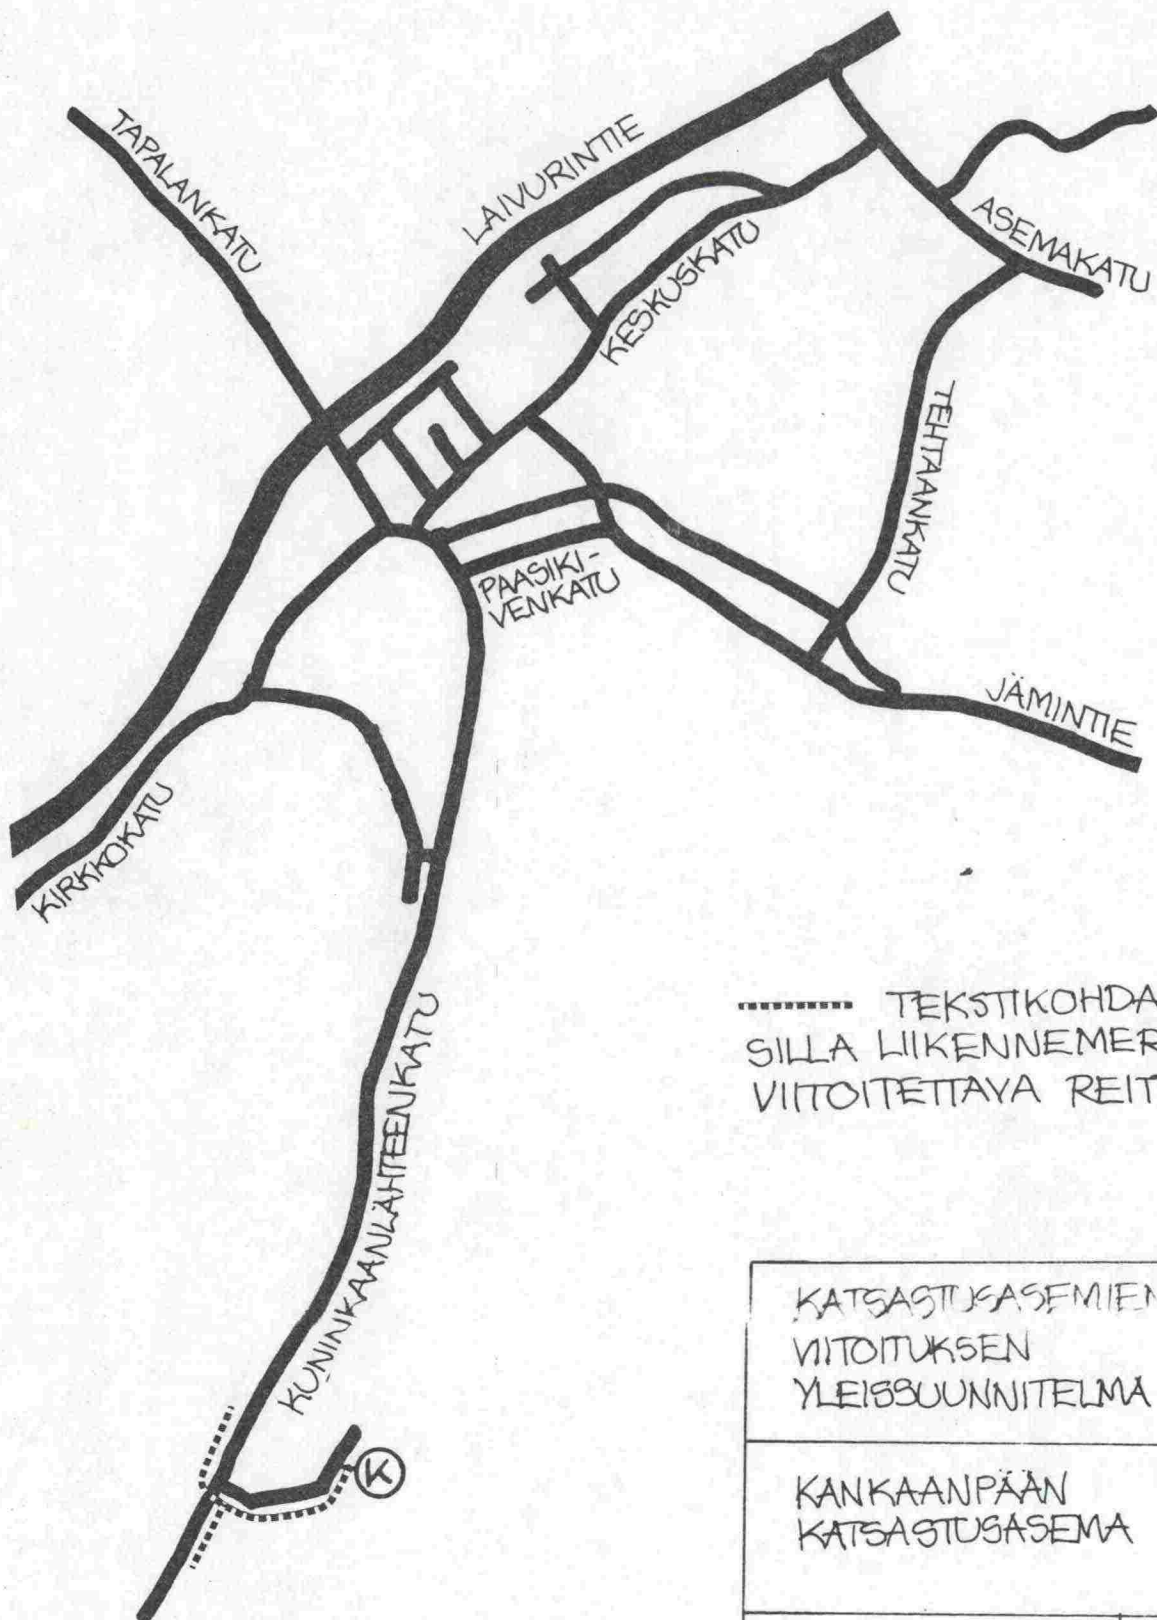 TAPALANKATU
LAIVURINTIE
ASEMAKATU
KESKUSKATU
TEHTAANKATU
PAASIKI-
VENKATU
JÄMINTIE
KIRKKOKATU
KUNINKAANLÄHTEENKATU
TEKSTIKOHDA
SILLA LIIKENNEMER
VIITOITETTAVA REIT
K
KATSASTUSASEMIEN
VIITOITUKSEN
YLEISSUUNNITELMA
KANKAANPÄÄN
KATSASTUSASEMA